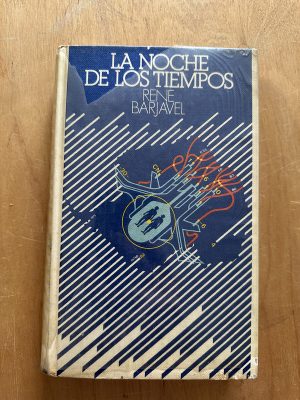 LA NOCHE
DE LOS TIEMPOS
RENE
BARJAVEL